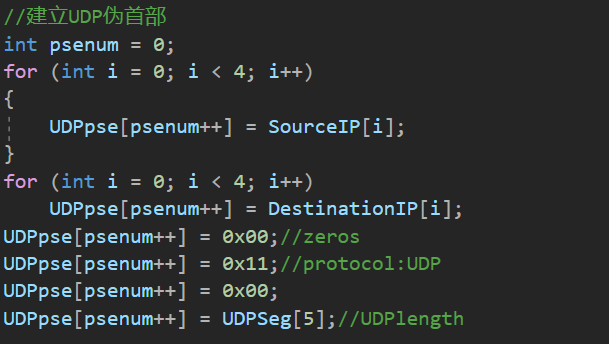 //建立UDP伪首部
int psenum = 0;
for (int i = 0; i < 4; i++)
{
UDPpse[psenum++] = SourceIP[i];
}
for (int i = 0; i < 4; i++)
UDPpse[psenum++] = DestinationIP[i];
UDPpse[psenum++] = 0x00;//zeros
UDPpse[psenum++] = 0x11;//protocol:UDP
UDPpse[psenum++] = 0x00;
UDPpse[psenum++] = UDPSeg[5];//UDPlength